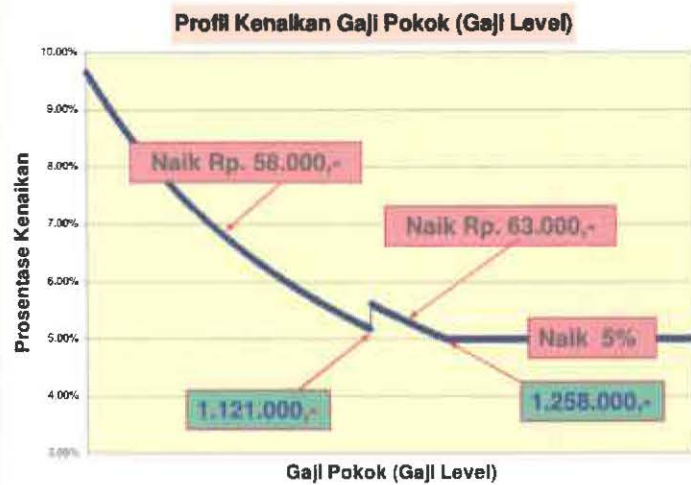 Profil Kenaikan Gaji Pokok (Gaji Level)
10.00%
9.00%
8.00%
7.00%
6.00%
5.00%
4.00%
3.00%
Prosentase Kenaikan
Naik Rp. 58.000,-
Naik Rp. 63.000,-
Naik 5%
1.121.000,-
1.258.000,-
Gaji Pokok (Gaji Level)